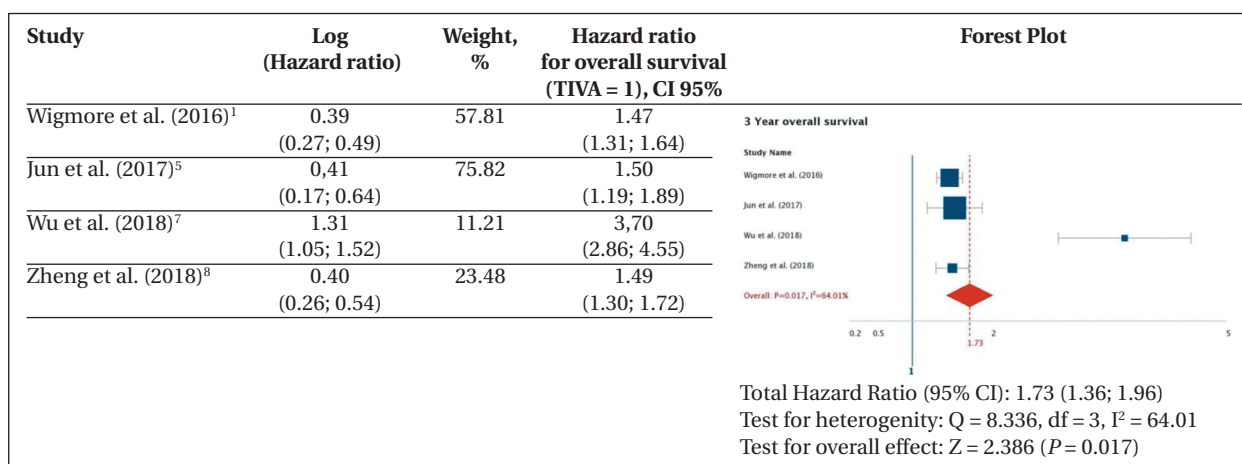 Study Log Weight, Hazard ratio Forest Plot
(Hazard ratio) % for overall survival
(TIVA = 1), CI 95%
Wigmore et al. (2016)1 0.39 57.81 1.47
(0.27; 0.49) (1.31; 1.64)
Jun et al. (2017)5 0,41 75.82 1.50
(0.17; 0.64) (1.19; 1.89)
Wu et al. (2018)7 1.31 11.21 3,70
(1.05; 1.52) (2.86; 4.55)
Zheng et al. (2018)8 0.40 23.48 1.49
(0.26; 0.54) (1.30; 1.72)
3 Year overall survival
Study Name
Wigmore et al. (2016)
Jun et al. (2017)
Wu et al. (2018)
Zheng et al. (2018)
Overall: P=0.017, I²=64.01%
0.2 0.5 2 5
1.73
1
Total Hazard Ratio (95% CI): 1.73 (1.36; 1.96)
Test for heterogenity: Q = 8.336, df = 3, I² = 64.01
Test for overall effect: Z = 2.386 (P = 0.017)